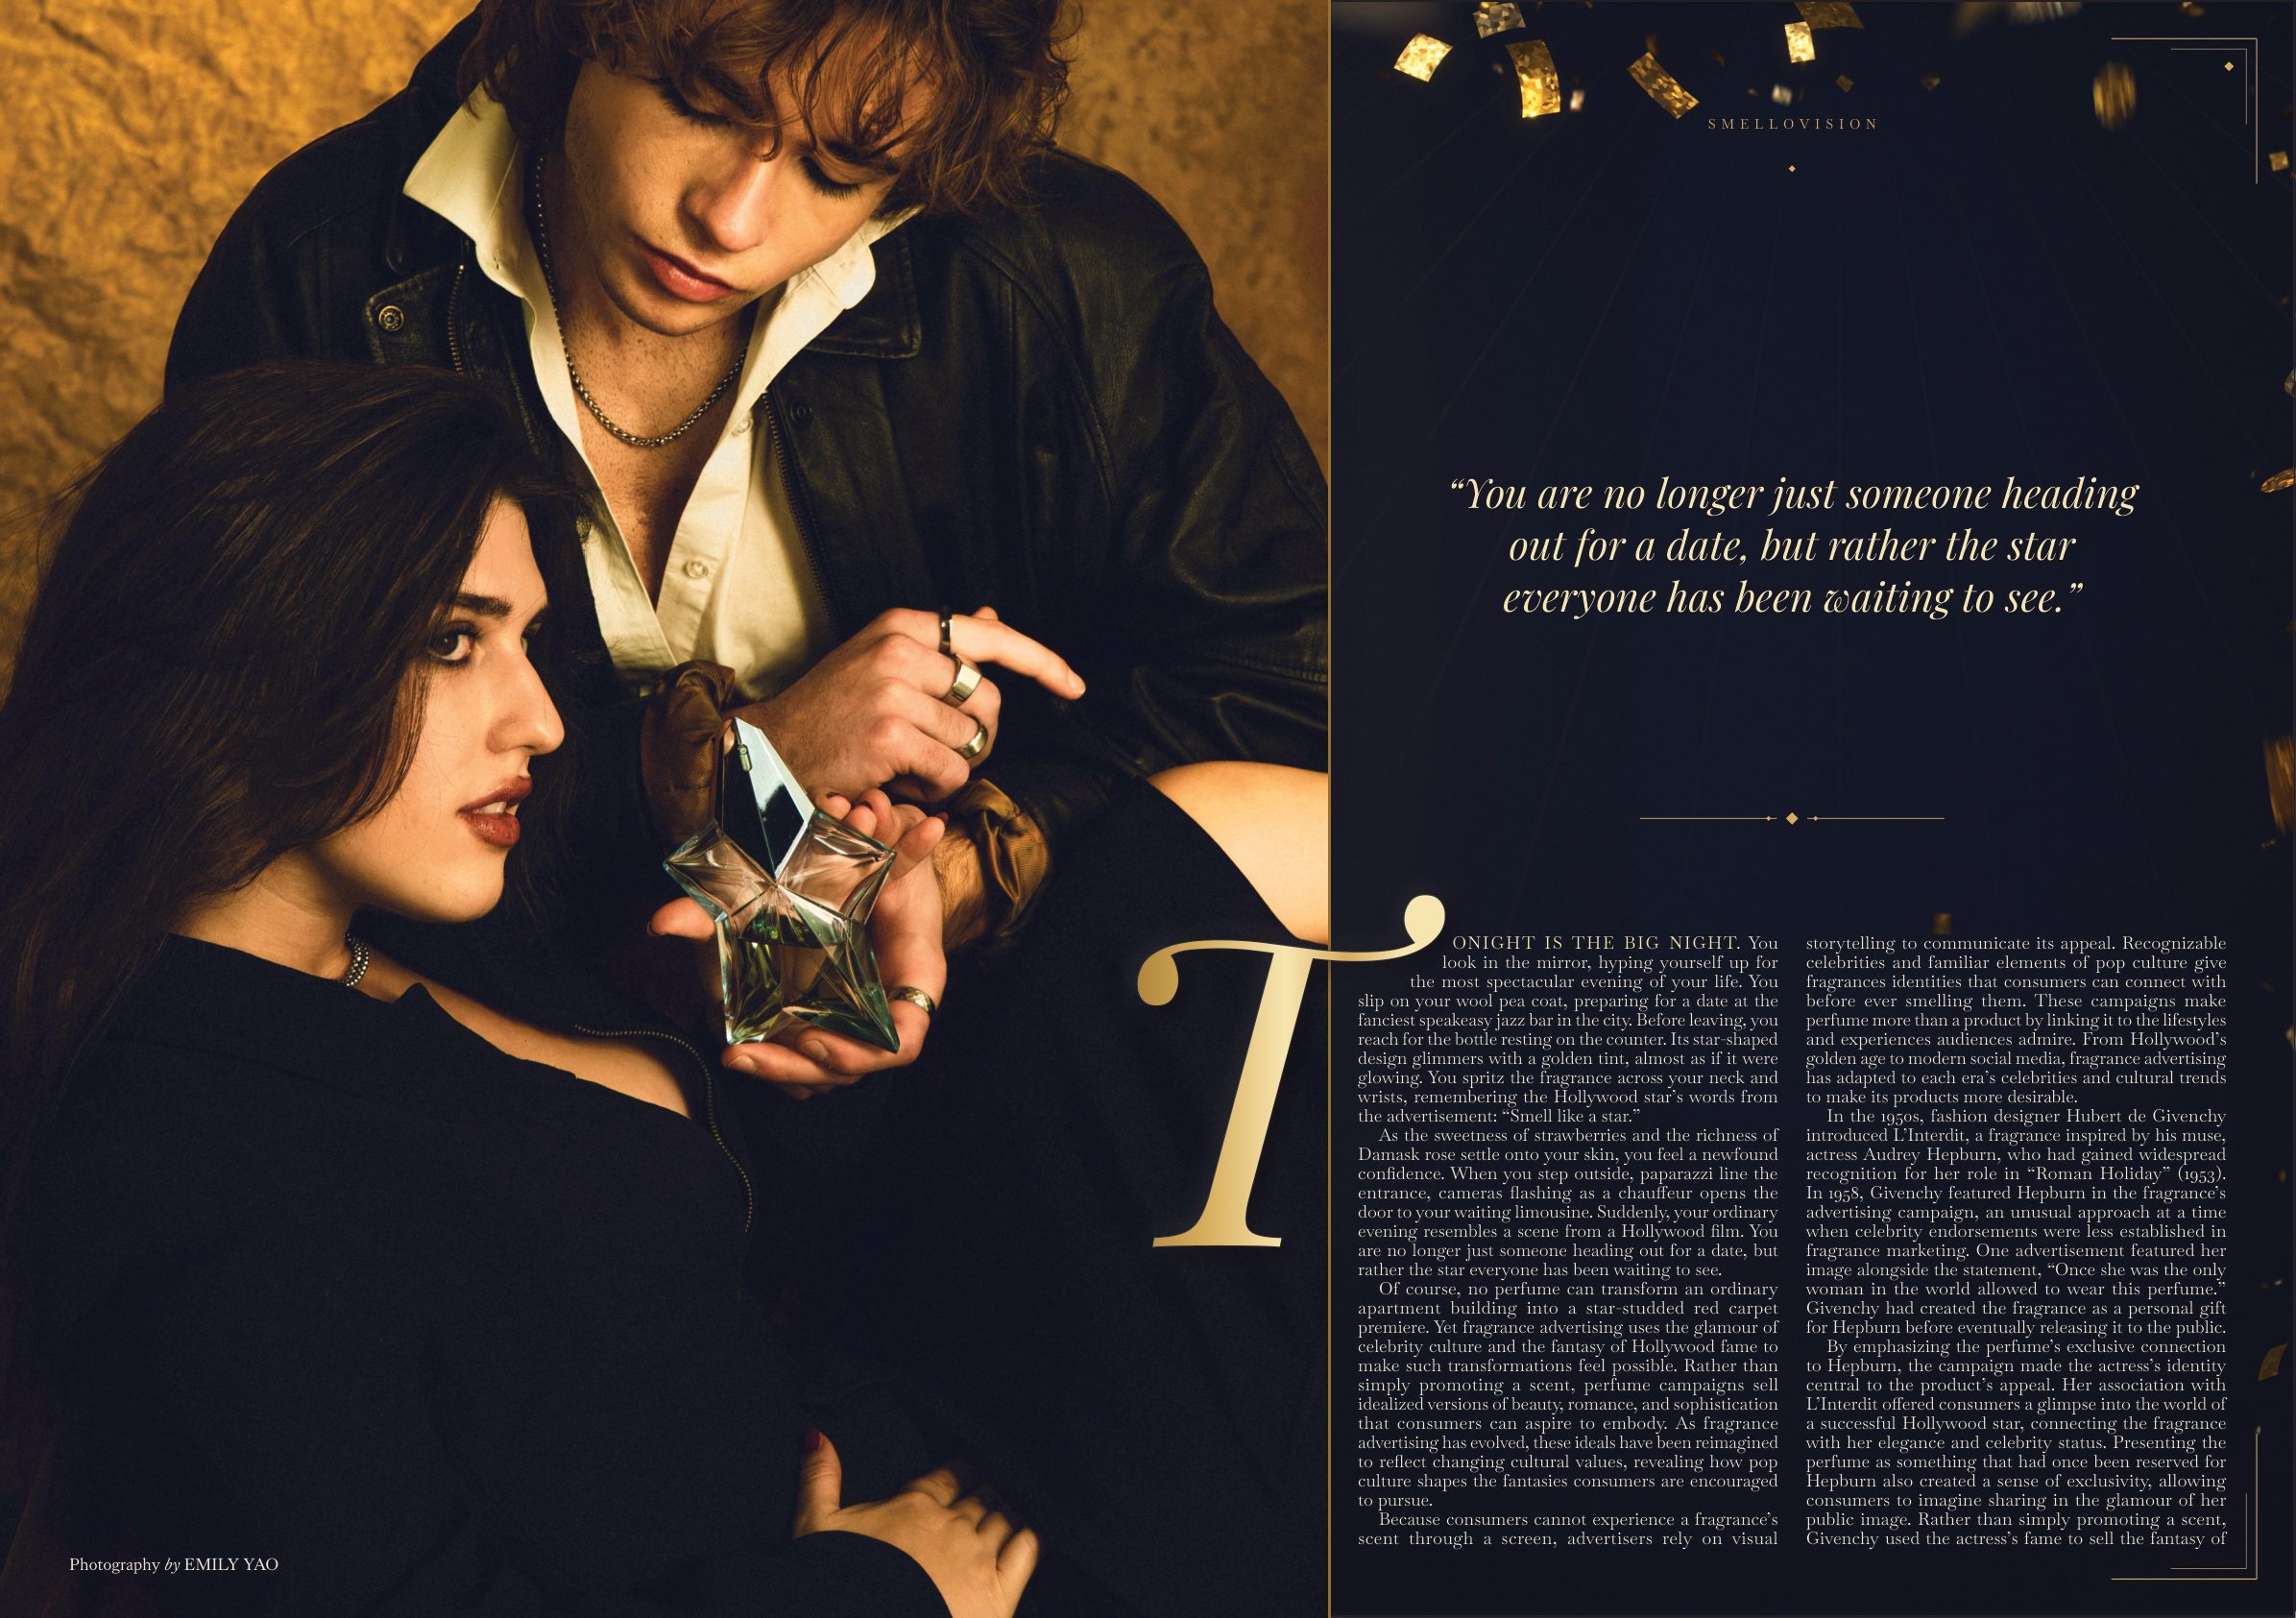 SMELLOVISION
“You are no longer just someone heading
out for a date, but rather the star
everyone has been waiting to see.”
TONIGHT IS THE BIG NIGHT. You
look in the mirror, hyping yourself up for
the most spectacular evening of your life. You
slip on your wool pea coat, preparing for a date at the
fanciest speakeasy jazz bar in the city. Before leaving, you
reach for the bottle resting on the counter. Its star-shaped
design glimmers with a golden tint, almost as if it were
glowing. You spritz the fragrance across your neck and
wrists, remembering the Hollywood star’s words from
the advertisement: “Smell like a star.”
As the sweetness of strawberries and the richness of
Damask rose settle onto your skin, you feel a newfound
confidence. When you step outside, paparazzi line the
entrance, cameras flashing as a chauffeur opens the
door to your waiting limousine. Suddenly, your ordinary
evening resembles a scene from a Hollywood film. You
are no longer just someone heading out for a date, but
rather the star everyone has been waiting to see.
Of course, no perfume can transform an ordinary
apartment building into a star-studded red carpet
premiere. Yet fragrance advertising uses the glamour of
celebrity culture and the fantasy of Hollywood fame to
make such transformations feel possible. Rather than
simply promoting a scent, perfume campaigns sell
idealized versions of beauty, romance, and sophistication
that consumers can aspire to embody. As fragrance
advertising has evolved, these ideals have been reimagined
to reflect changing cultural values, revealing how pop
culture shapes the fantasies consumers are encouraged
to pursue.
Because consumers cannot experience a fragrance’s
scent through a screen, advertisers rely on visual
storytelling to communicate its appeal. Recognizable
celebrities and familiar elements of pop culture give
fragrances identities that consumers can connect with
before ever smelling them. These campaigns make
perfume more than a product by linking it to the lifestyles
and experiences audiences admire. From Hollywood’s
golden age to modern social media, fragrance advertising
has adapted to each era’s celebrities and cultural trends
to make its products more desirable.
In the 1950s, fashion designer Hubert de Givenchy
introduced L’Interdit, a fragrance inspired by his muse,
actress Audrey Hepburn, who had gained widespread
recognition for her role in “Roman Holiday” (1953).
In 1958, Givenchy featured Hepburn in the fragrance’s
advertising campaign, an unusual approach at a time
when celebrity endorsements were less established in
fragrance marketing. One advertisement featured her
image alongside the statement, “Once she was the only
woman in the world allowed to wear this perfume.”
Givenchy had created the fragrance as a personal gift
for Hepburn before eventually releasing it to the public.
By emphasizing the perfume’s exclusive connection
to Hepburn, the campaign made the actress’s identity
central to the product’s appeal. Her association with
L’Interdit offered consumers a glimpse into the world of
a successful Hollywood star, connecting the fragrance
with her elegance and celebrity status. Presenting the
perfume as something that had once been reserved for
Hepburn also created a sense of exclusivity, allowing
consumers to imagine sharing in the glamour of her
public image. Rather than simply promoting a scent,
Givenchy used the actress’s fame to sell the fantasy of
Photography by EMILY YAO